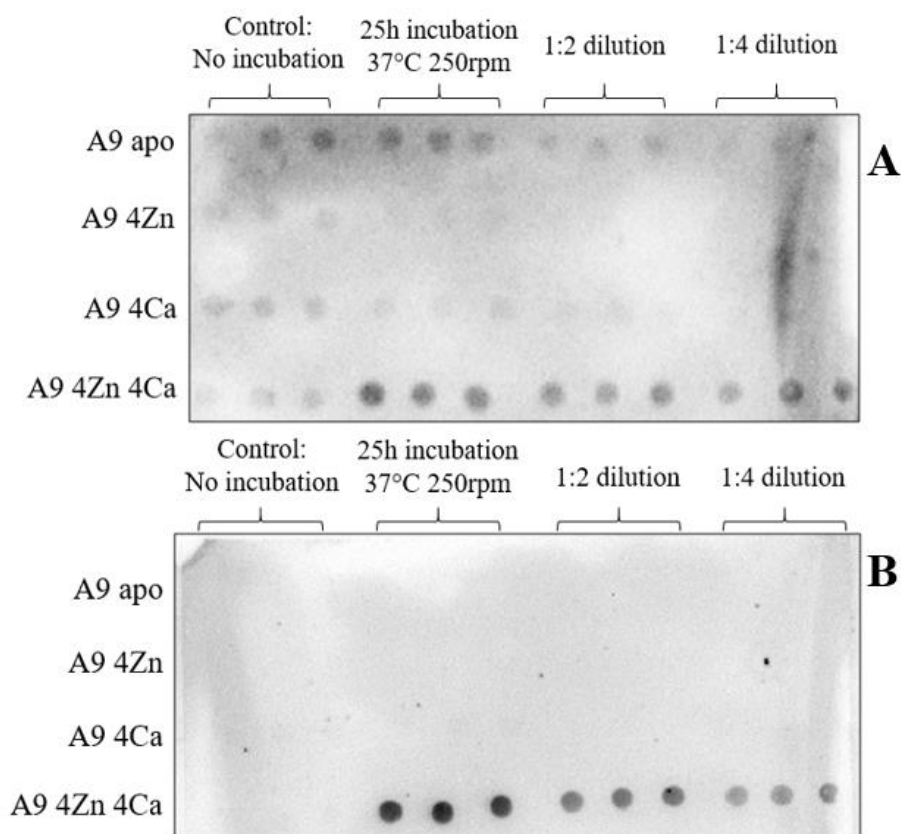 Control:
No incubation
25h incubation
37°C 250rpm
1:2 dilution
1:4 dilution
A9 apo
A9 4Zn
A9 4Ca
A9 4Zn 4Ca
A
Control:
No incubation
25h incubation
37°C 250rpm
1:2 dilution
1:4 dilution
A9 apo
A9 4Zn
A9 4Ca
A9 4Zn 4Ca
B